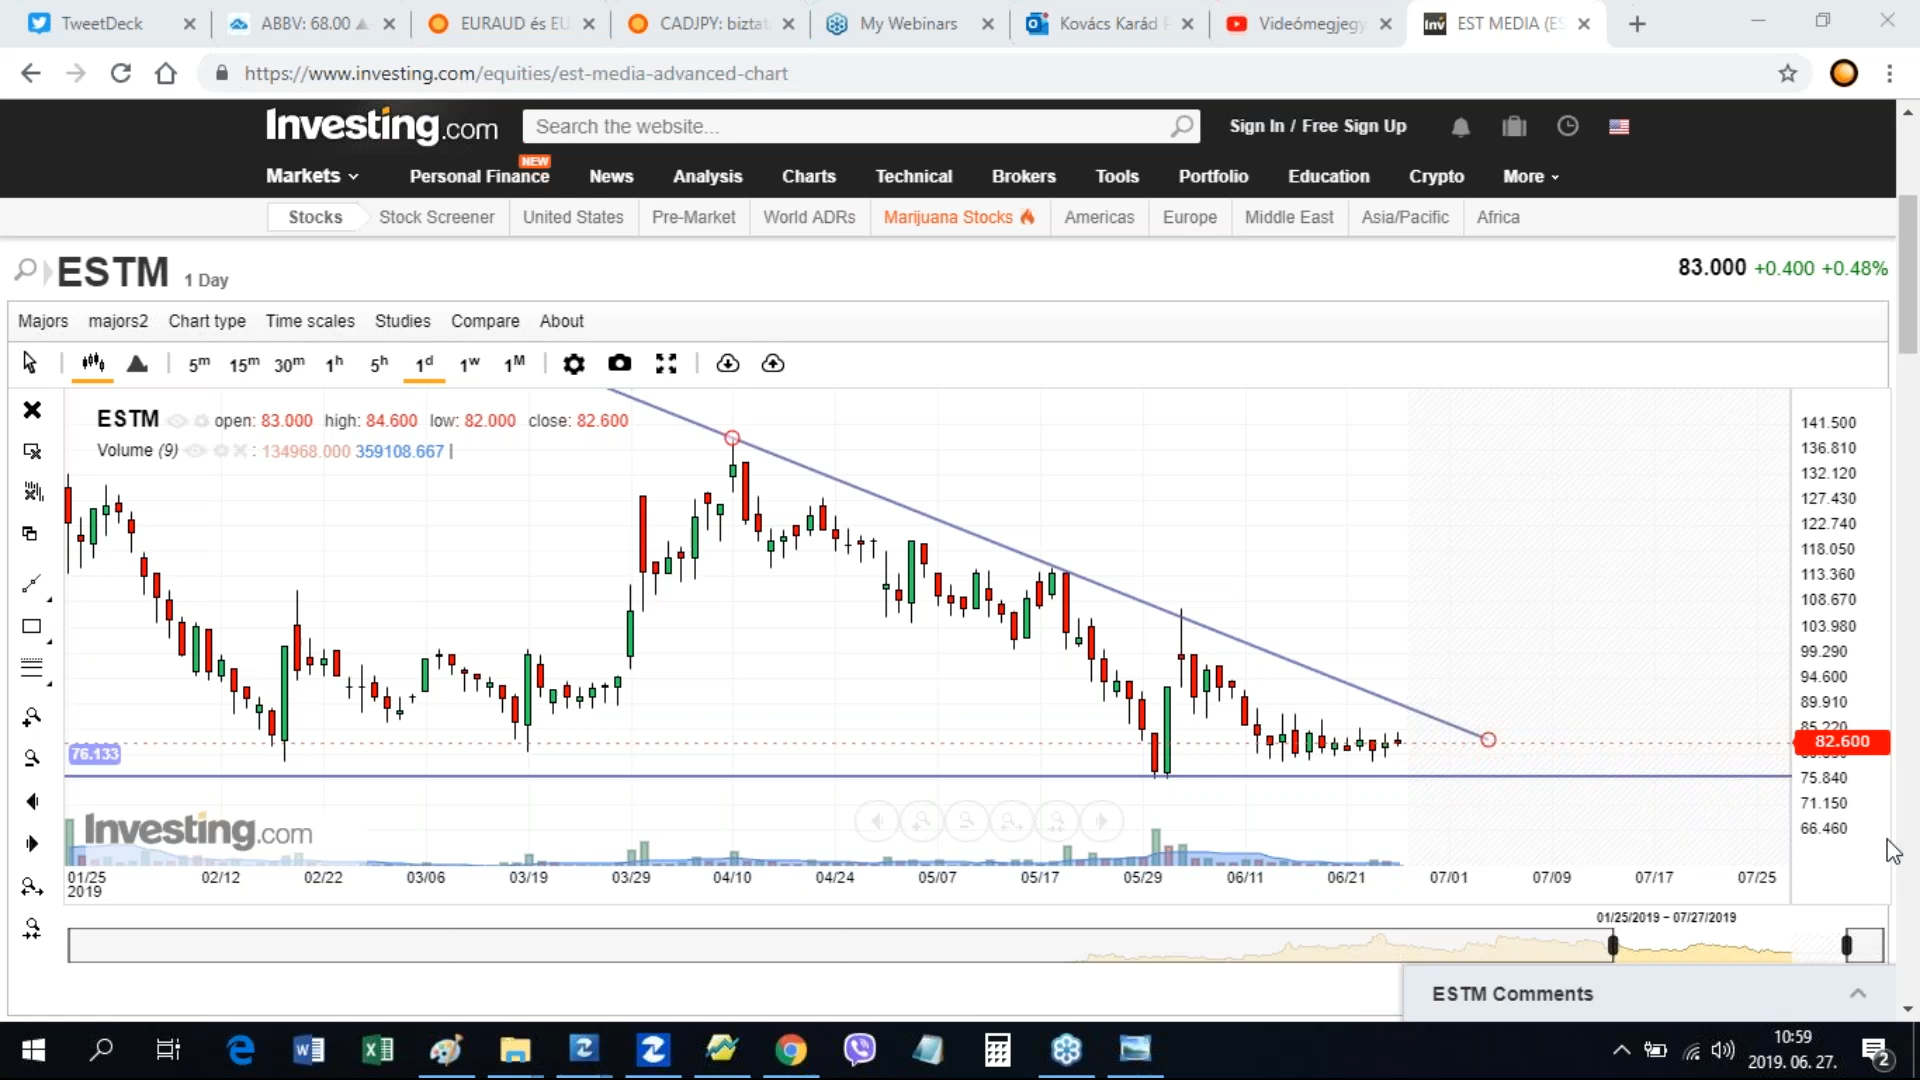 TweetDeck
ABBV: 68.00
EURAUD és EU
CADJPY: biztat
My Webinars
Kovács Karád
Videómegjegy
EST MEDIA (ES
https://www.investing.com/equities/est-media-advanced-chart
Investing.com
Search the website...
Sign In / Free Sign Up
NEW
Markets
Personal Finance
News
Analysis
Charts
Technical
Brokers
Tools
Portfolio
Education
Crypto
More
Stocks
Stock Screener
United States
Pre-Market
World ADRs
Marijuana Stocks
Americas
Europe
Middle East
Asia/Pacific
Africa
ESTM 1 Day
83.000 +0.400 +0.48%
Majors
majors2
Chart type
Time scales
Studies
Compare
About
5m
15m
30m
1h
5h
1d
1w
1M
ESTM open: 83.000 high: 84.600 low: 82.000 close: 82.600
Volume (9) : 134968.000 359108.667 |
141.500
136.810
132.120
127.430
122.740
118.050
113.360
108.670
103.980
99.290
94.600
89.910
85.220
82.600
76.133
75.840
71.150
66.460
Investing.com
01/25
2019
02/12
02/22
03/06
03/19
03/29
04/10
04/24
05/07
05/17
05/29
06/11
06/21
07/01
07/09
07/17
07/25
01/25/2019 - 07/27/2019
ESTM Comments
10:59
2019. 06. 27.
2